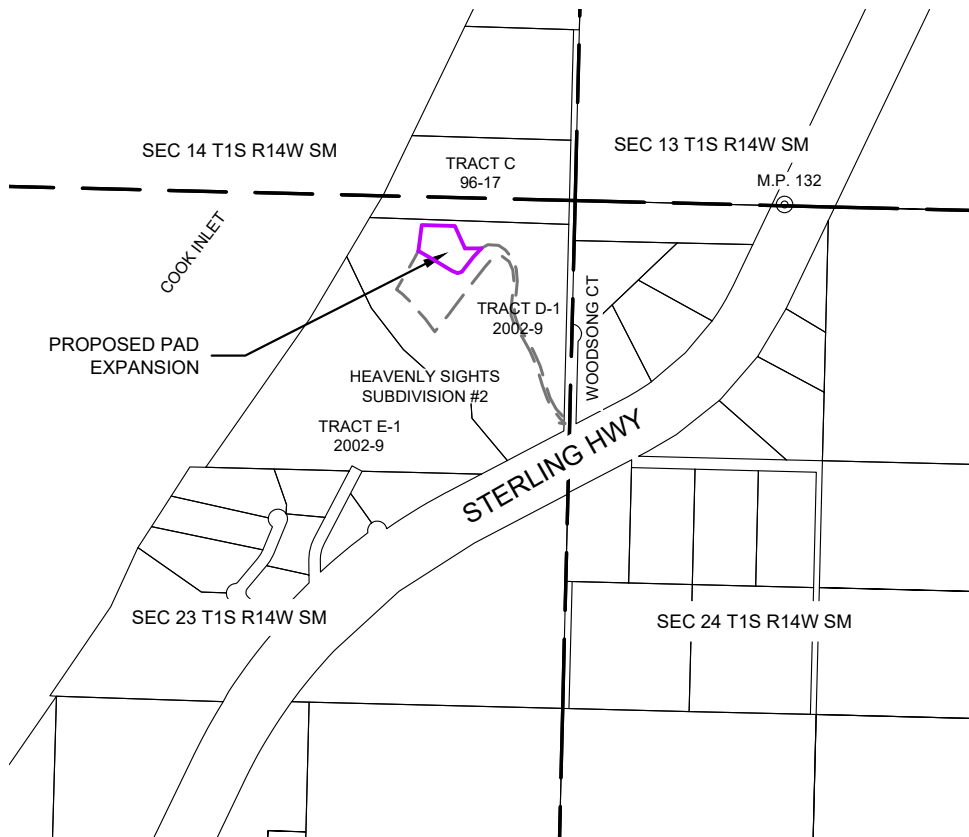 SEC 14 T1S R14W SM
SEC 13 T1S R14W SM
TRACT C
96-17
M.P. 132
COOK INLET
WOODSONG CT
TRACT D-1
2002-9
PROPOSED PAD
EXPANSION
HEAVENLY SIGHTS
SUBDIVISION #2
TRACT E-1
2002-9
STERLING HWY
SEC 23 T1S R14W SM
SEC 24 T1S R14W SM